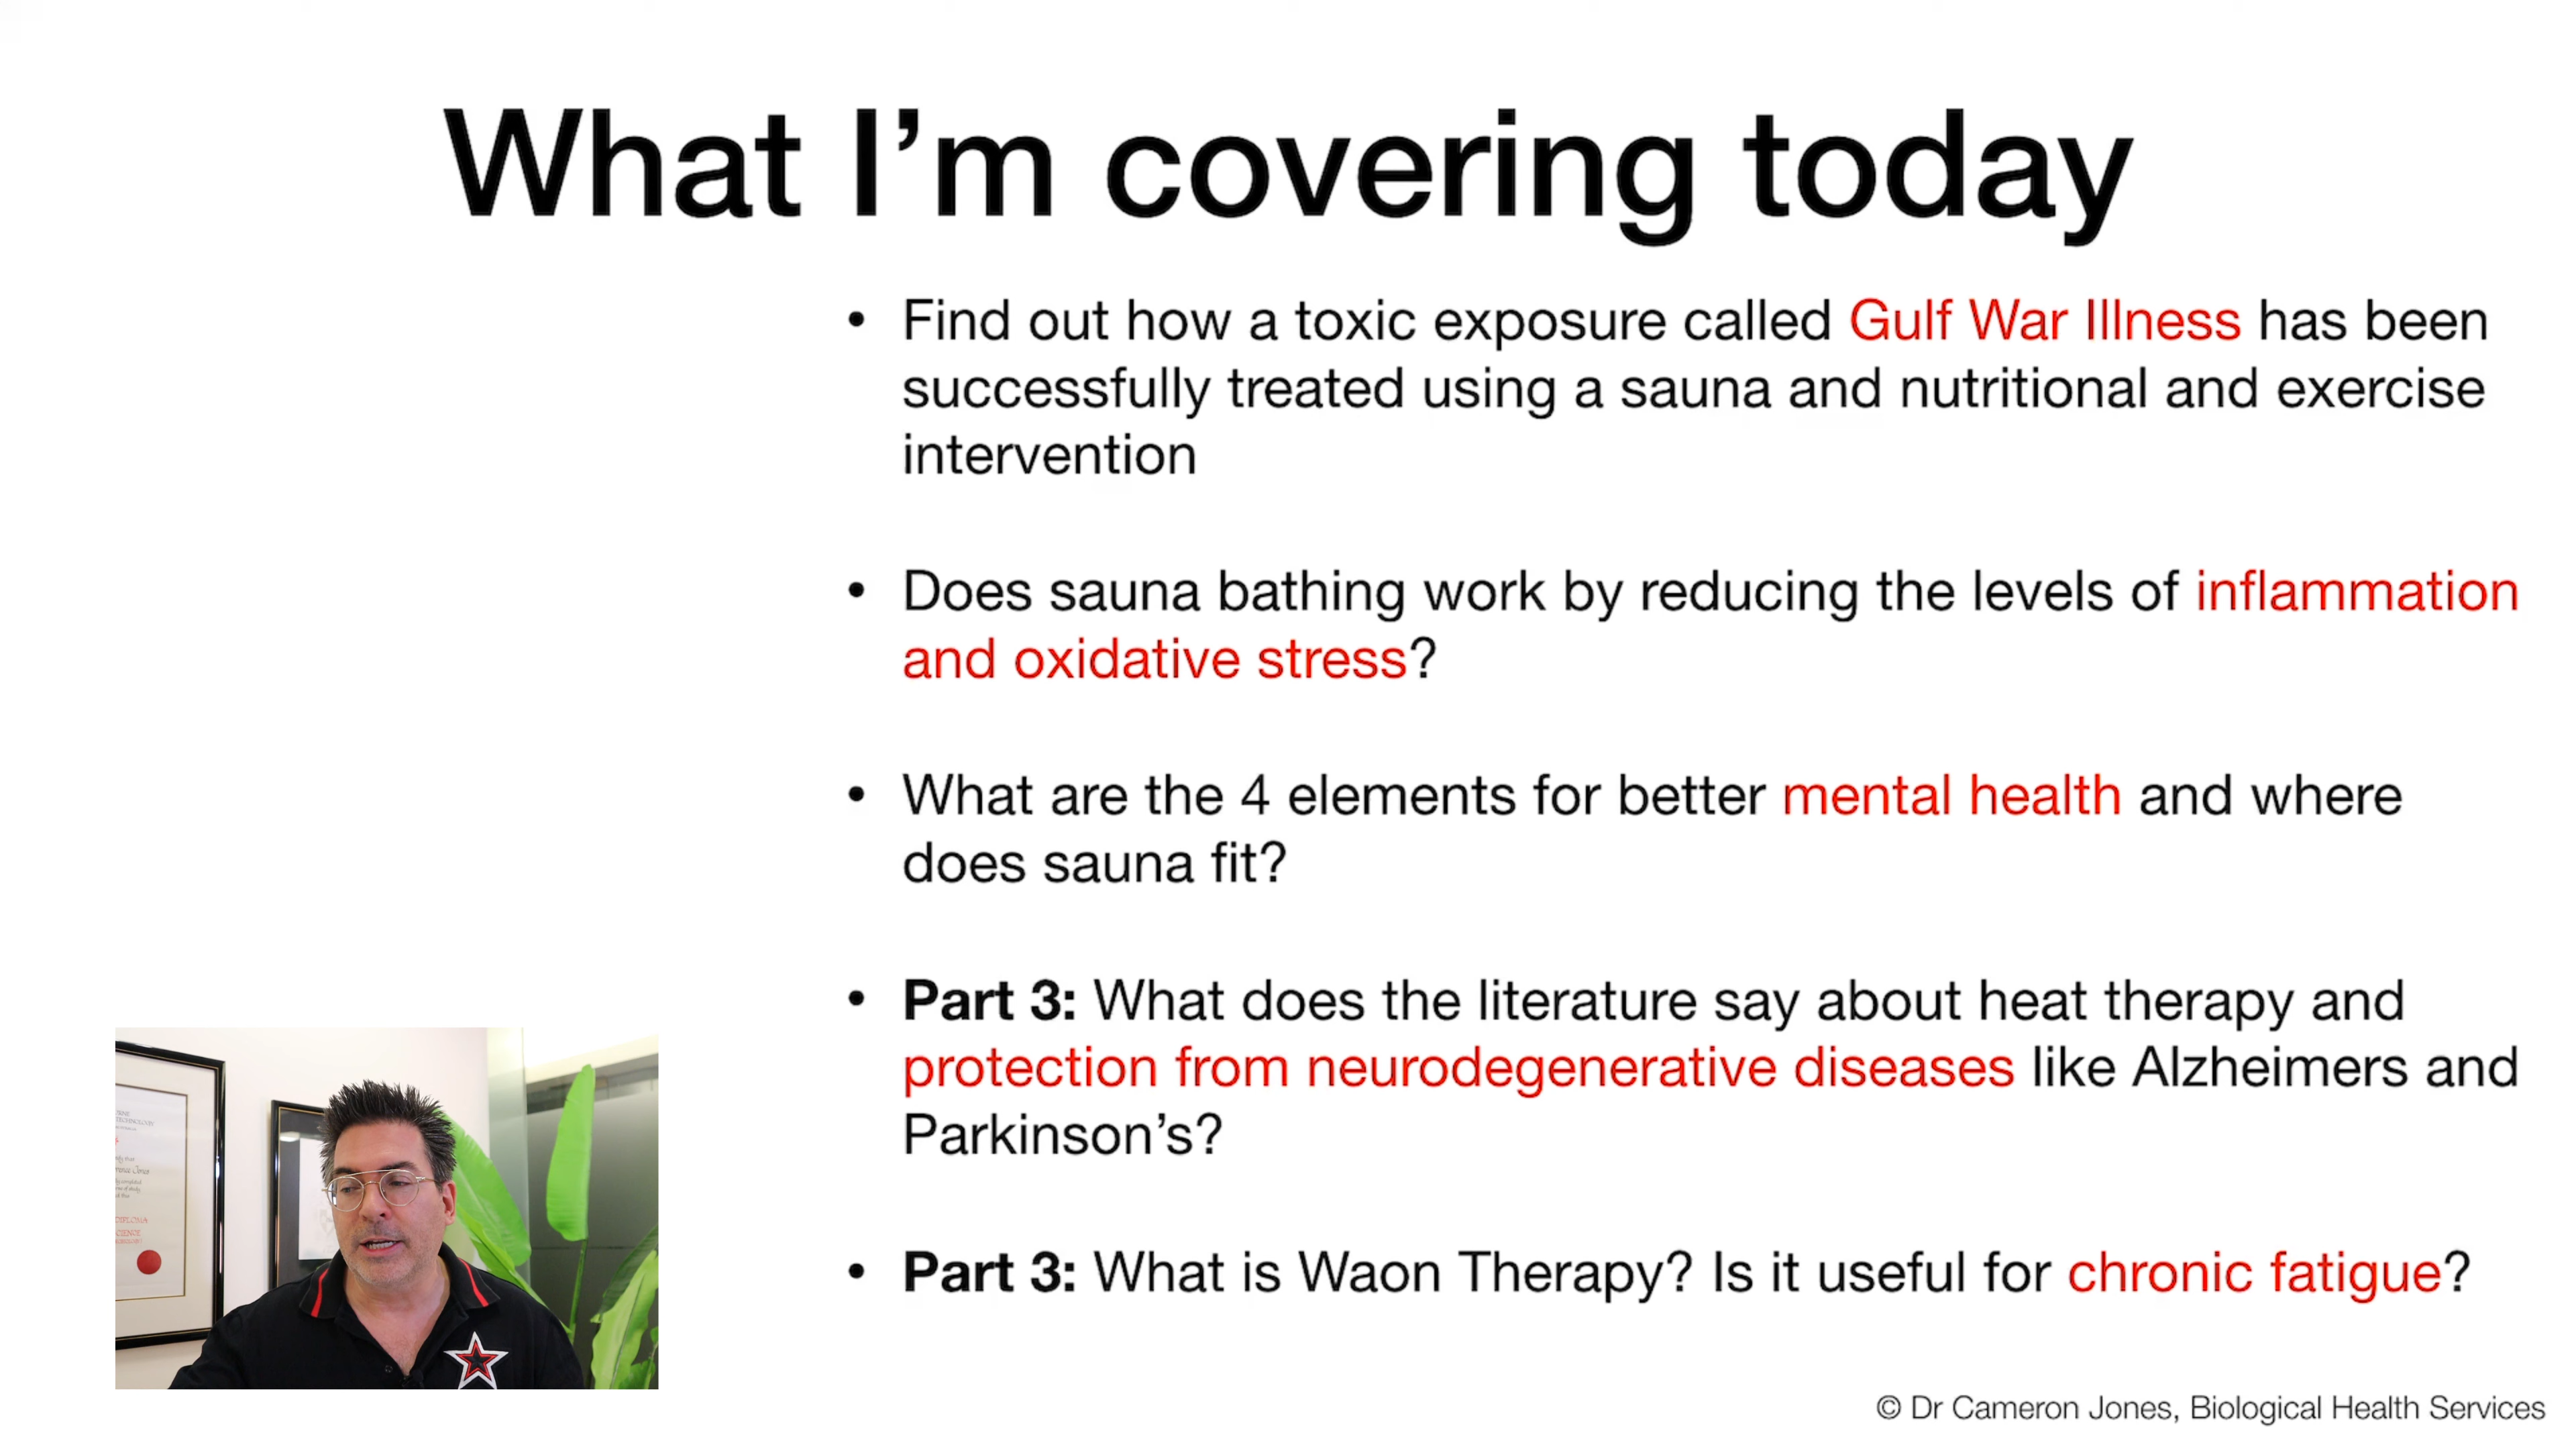 What I’m covering today
• Find out how a toxic exposure called Gulf War Illness has been
successfully treated using a sauna and nutritional and exercise
intervention
• Does sauna bathing work by reducing the levels of inflammation
and oxidative stress?
• What are the 4 elements for better mental health and where
does sauna fit?
• Part 3: What does the literature say about heat therapy and
protection from neurodegenerative diseases like Alzheimers and
Parkinson’s?
• Part 3: What is Waon Therapy? Is it useful for chronic fatigue?
© Dr Cameron Jones, Biological Health Services